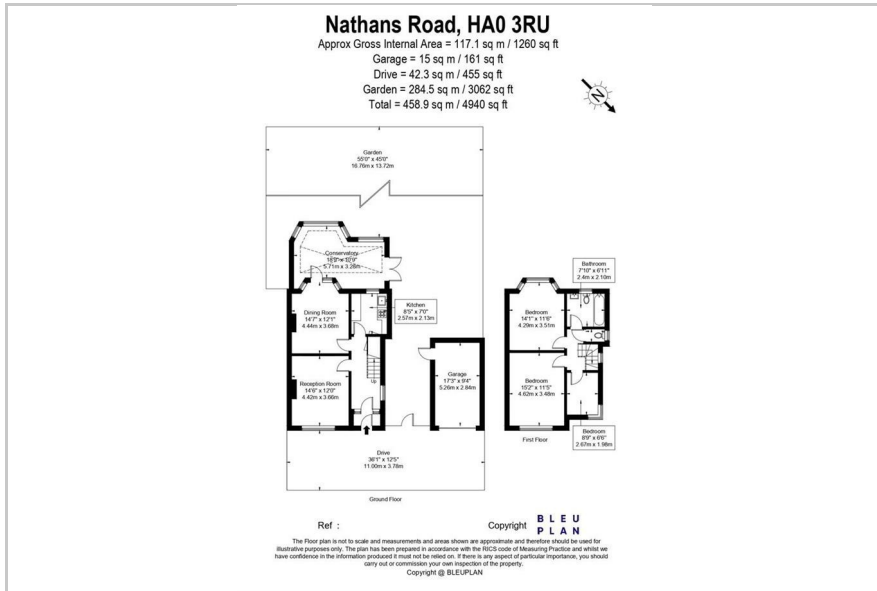 Nathans Road, HA0 3RU
Approx Gross Internal Area = 117.1 sq m / 1260 sq ft
Garage = 15 sq m / 161 sq ft
Drive = 42.3 sq m / 455 sq ft
Garden = 284.5 sq m / 3062 sq ft
Total = 458.9 sq m / 4940 sq ft
N
Garden
55'0" x 45'0"
16.76m x 13.72m
Conservatory
5.71m x 3.28m
Dining Room
14'7" x 12'1"
4.44m x 3.68m
Kitchen
8'5" x 7'0"
2.57m x 2.13m
Reception Room
14'6" x 12'0"
4.42m x 3.66m
Up
Garage
17'3" x 9'4"
5.26m x 2.84m
Drive
36'1" x 12'5"
11.00m x 3.78m
Ground Floor
Bathroom
7'10" x 6'11"
2.4m x 2.10m
Bedroom
14'1" x 11'6"
4.29m x 3.51m
Bedroom
15'2" x 11'5"
4.62m x 3.48m
Bedroom
8'9" x 6'6"
2.67m x 1.98m
First Floor
Ref :
Copyright
BLEU
PLAN
The Floor plan is not to scale and measurements and areas shown are approximate and therefore should be used for
illustrative purposes only. The plan has been prepared in accordance with the RICS code of Measuring Practice and whilst we
have confidence in the information produced it must not be relied on. If there is any aspect of particular importance, you should
carry out or commission your own inspection of the property.
Copyright @ BLEUPLAN